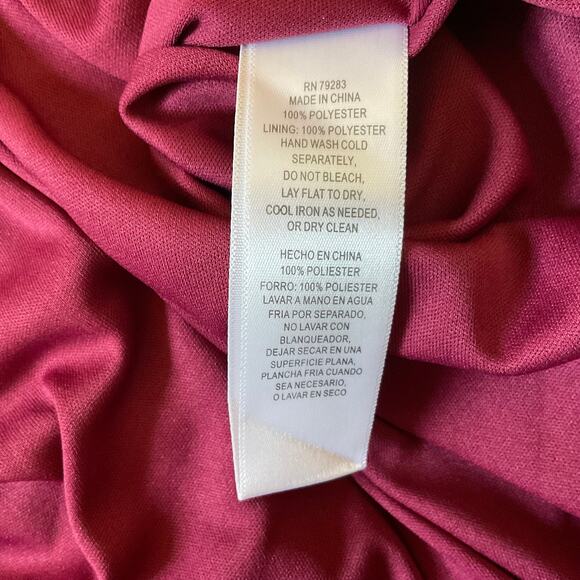 RN 79283
MADE IN CHINA
100% POLYESTER
LINING: 100% POLYESTER
HAND WASH COLD
SEPARATELY,
DO NOT BLEACH,
LAY FLAT TO DRY,
COOL IRON AS NEEDED,
OR DRY CLEAN
HECHO EN CHINA
100% POLIESTER
FORRO: 100% POLIESTER
LAVAR A MANO EN AGUA
FRIA POR SEPARADO,
NO LAVAR CON
BLANQUEADOR,
DEJAR SECAR EN UNA
SUPERFICIE PLANA,
PLANCHA FRIA CUANDO
SEA NECESARIO,
O LAVAR EN SECO